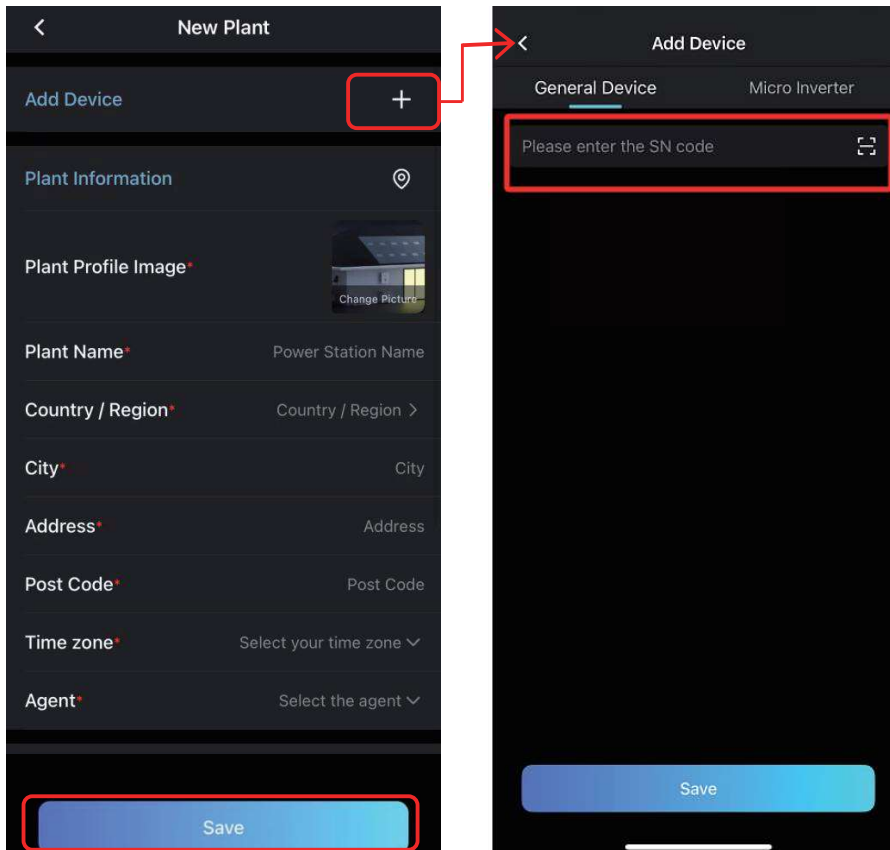 New Plant
Add Device
Plant Information
Plant Profile Image*
Change Picture
Plant Name* Power Station Name
Country / Region* Country / Region >
City* City
Address* Address
Post Code* Post Code
Time zone* Select your time zone
Agent* Select the agent
Save
Add Device
General Device Micro Inverter
Please enter the SN code
Save